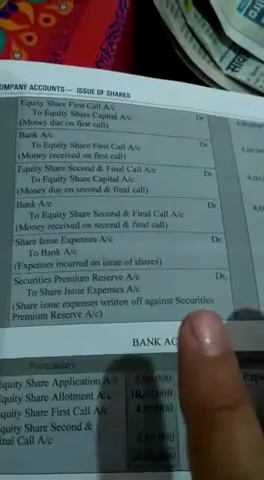 COMPANY ACCOUNTS – ISSUE OF SHARES
Equity Share First Call A/c Dr
To Equity Share Capital A/c
(Money due on first call)
Bank A/c Dr
To Equity Share First Call A/c
(Money received on first call)
Equity Share Second & Final Call A/c Dr
To Equity Share Capital A/c
(Money due on second & final call)
Bank A/c Dr.
To Equity Share Second & Final Call A/c
(Money received on second & final call)
Share Issue Expenses A/c Dr.
To Bank A/c
(Expenses incurred on issue of shares)
Securities Premium Reserve A/c Dr.
To Share Issue Expenses A/c
(Share issue expenses written off against Securities
Premium Reserve A/c)
BANK AC
Particulars
Equity Share Application A/c
Equity Share Allotment A/c
Equity Share First Call A/c
Equity Share Second &
inal Call A/c